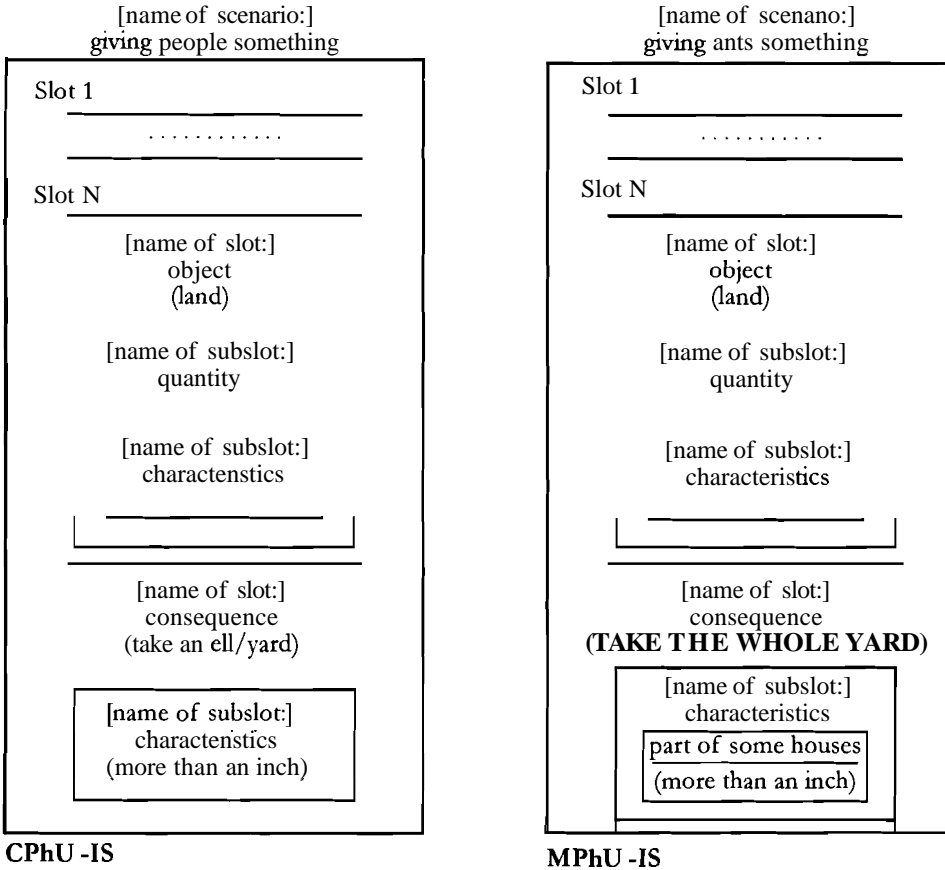 [name of scenario:]
giving people something
Slot 1
............
Slot N
[name of slot:]
object
(land)
[name of subslot:]
quantity
[name of subslot:]
charactenstics
[name of slot:]
consequence
(take an ell/yard)
[name of subslot:]
charactenstics
(more than an inch)
CPhU -IS
[name of scenano:]
giving ants something
Slot 1
...........
Slot N
[name of slot:]
object
(land)
[name of subslot:]
quantity
[name of subslot:]
characteristics
[name of slot:]
consequence
(TAKE THE WHOLE YARD)
[name of subslot:]
characteristics
part of some houses
(more than an inch)
MPhU -IS